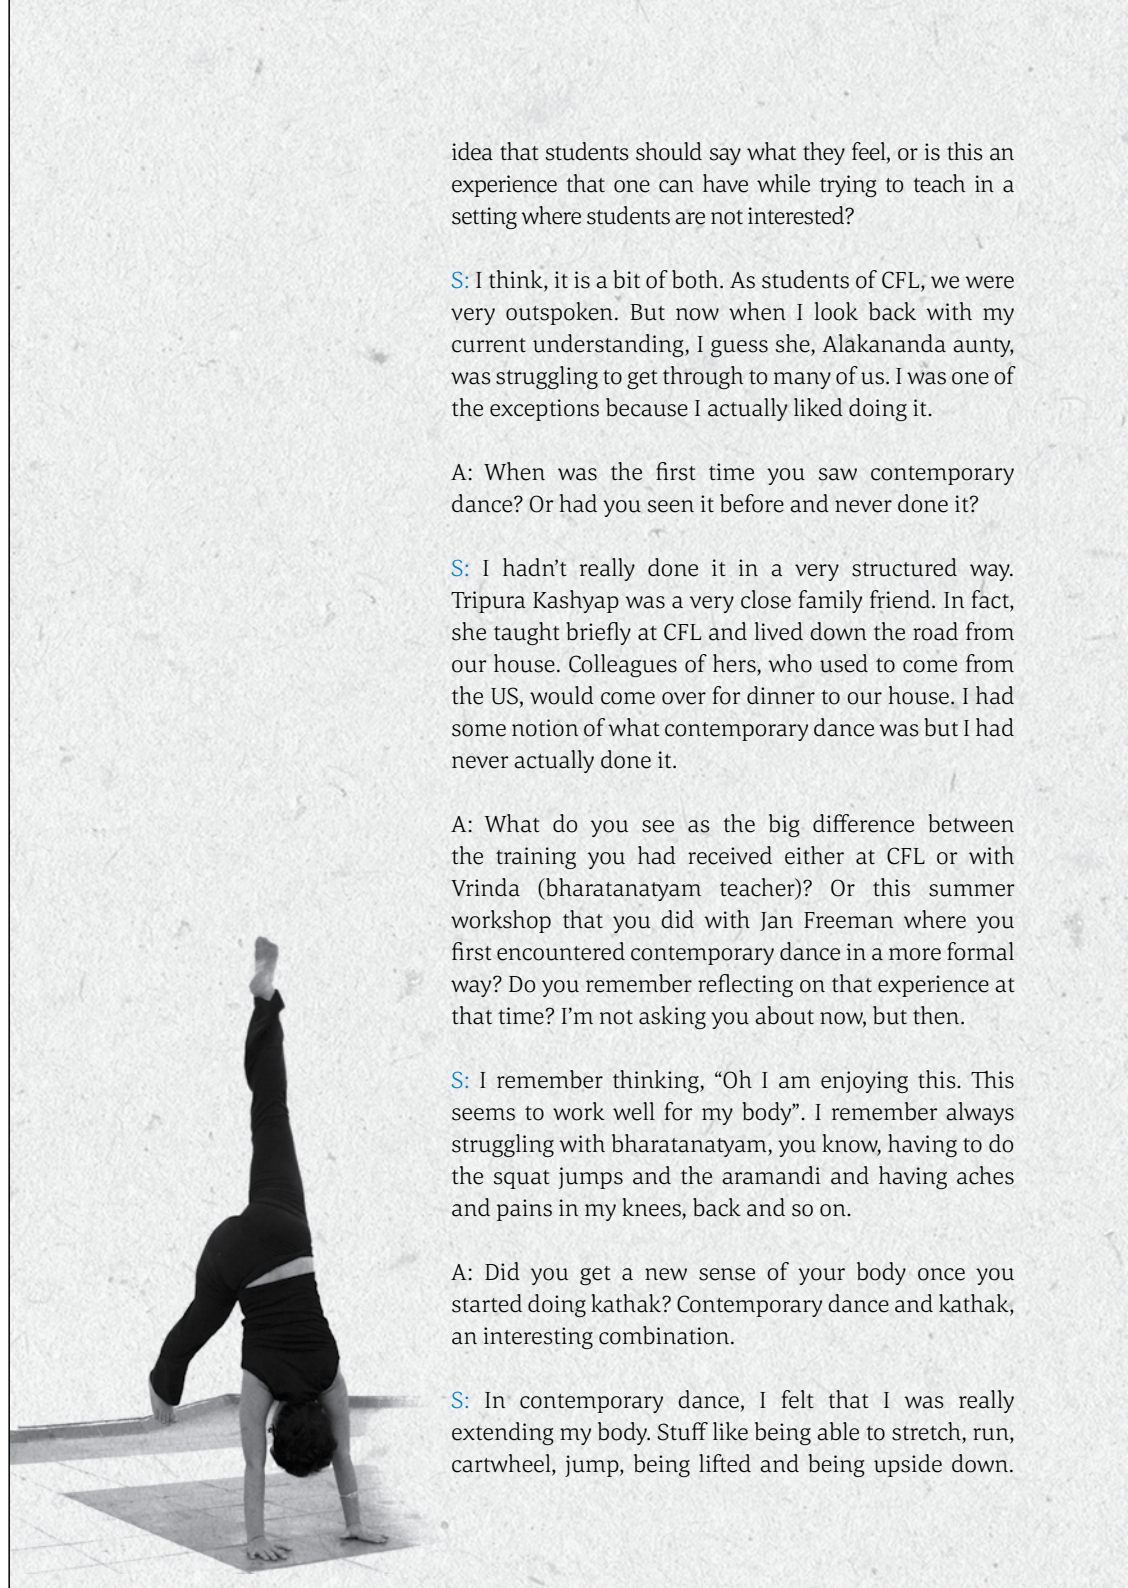 idea that students should say what they feel, or is this an
experience that one can have while trying to teach in a
setting where students are not interested?
S: I think, it is a bit of both. As students of CFL, we were
very outspoken. But now when I look back with my
current understanding, I guess she, Alakananda aunty,
was struggling to get through to many of us. I was one of
the exceptions because I actually liked doing it.
A: When was the first time you saw contemporary
dance? Or had you seen it before and never done it?
S: I hadn’t really done it in a very structured way.
Tripura Kashyap was a very close family friend. In fact,
she taught briefly at CFL and lived down the road from
our house. Colleagues of hers, who used to come from
the US, would come over for dinner to our house. I had
some notion of what contemporary dance was but I had
never actually done it.
A: What do you see as the big difference between
the training you had received either at CFL or with
Vrinda (bharatanatyam teacher)? Or this summer
workshop that you did with Jan Freeman where you
first encountered contemporary dance in a more formal
way? Do you remember reflecting on that experience at
that time? I’m not asking you about now, but then.
S: I remember thinking, “Oh I am enjoying this. This
seems to work well for my body”. I remember always
struggling with bharatanatyam, you know, having to do
the squat jumps and the aramandi and having aches
and pains in my knees, back and so on.
A: Did you get a new sense of your body once you
started doing kathak? Contemporary dance and kathak,
an interesting combination.
S: In contemporary dance, I felt that I was really
extending my body. Stuff like being able to stretch, run,
cartwheel, jump, being lifted and being upside down.